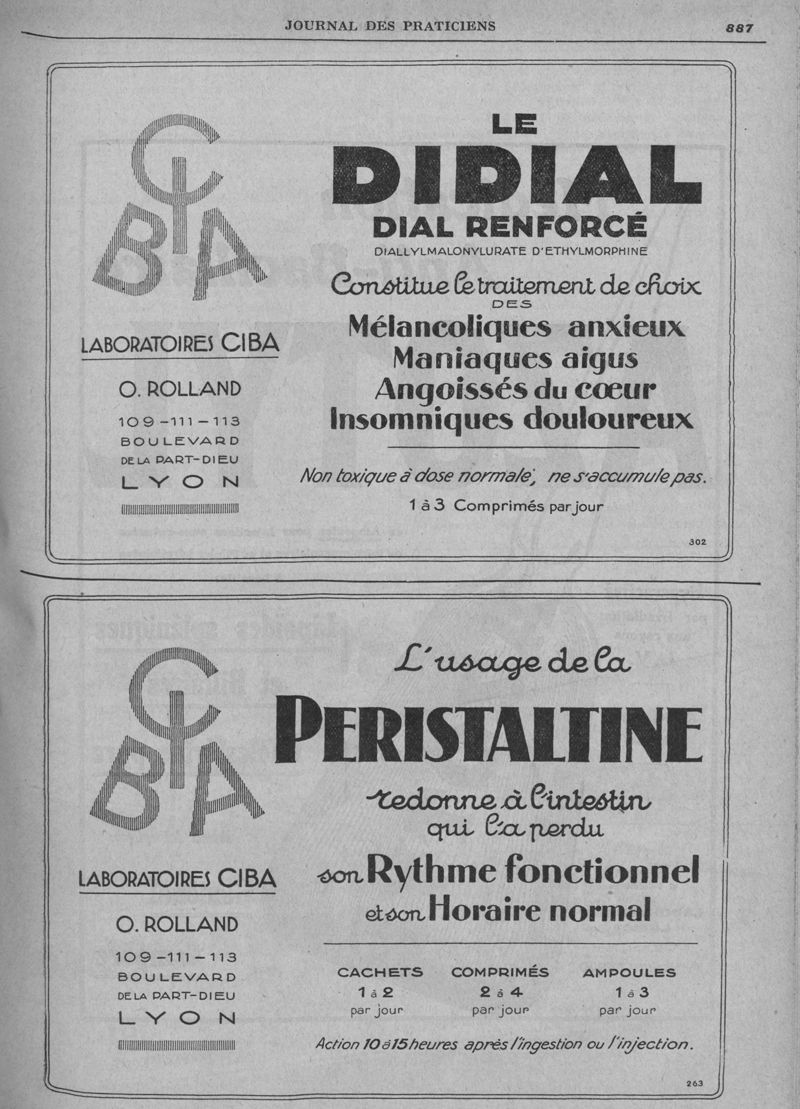 JOURNAL DES PRATICIENS
887
CIBA
LABORATOIRES CIBA
O. ROLLAND
109-111-113
BOULEVARD
DE LA PART-DIEU
LYON
LE
DIDIAL
DIAL RENFORCÉ
DIALLYLMALONYLURATE D'ETHYLMORPHINE
Constitue le traitement de choix
DES
Mélancoliques anxieux
Maniaques aigus
Angoissés du cœur
Insomniques douloureux
Non toxique à dose normale, ne s'accumule pas.
1 à 3 Comprimés par jour
302
CIBA
LABORATOIRES CIBA
O. ROLLAND
109-111-113
BOULEVARD
DE LA PART-DIEU
LYON
L'usage de la
PERISTALTINE
redonne à l'intestin
qui l'a perdu
son Rythme fonctionnel
et son Horaire normal
CACHETS COMPRIMÉS AMPOULES
1 à 2 2 à 4 1 à 3
par jour par jour par jour
Action 10 à 15 heures après l'ingestion ou l'injection.
263